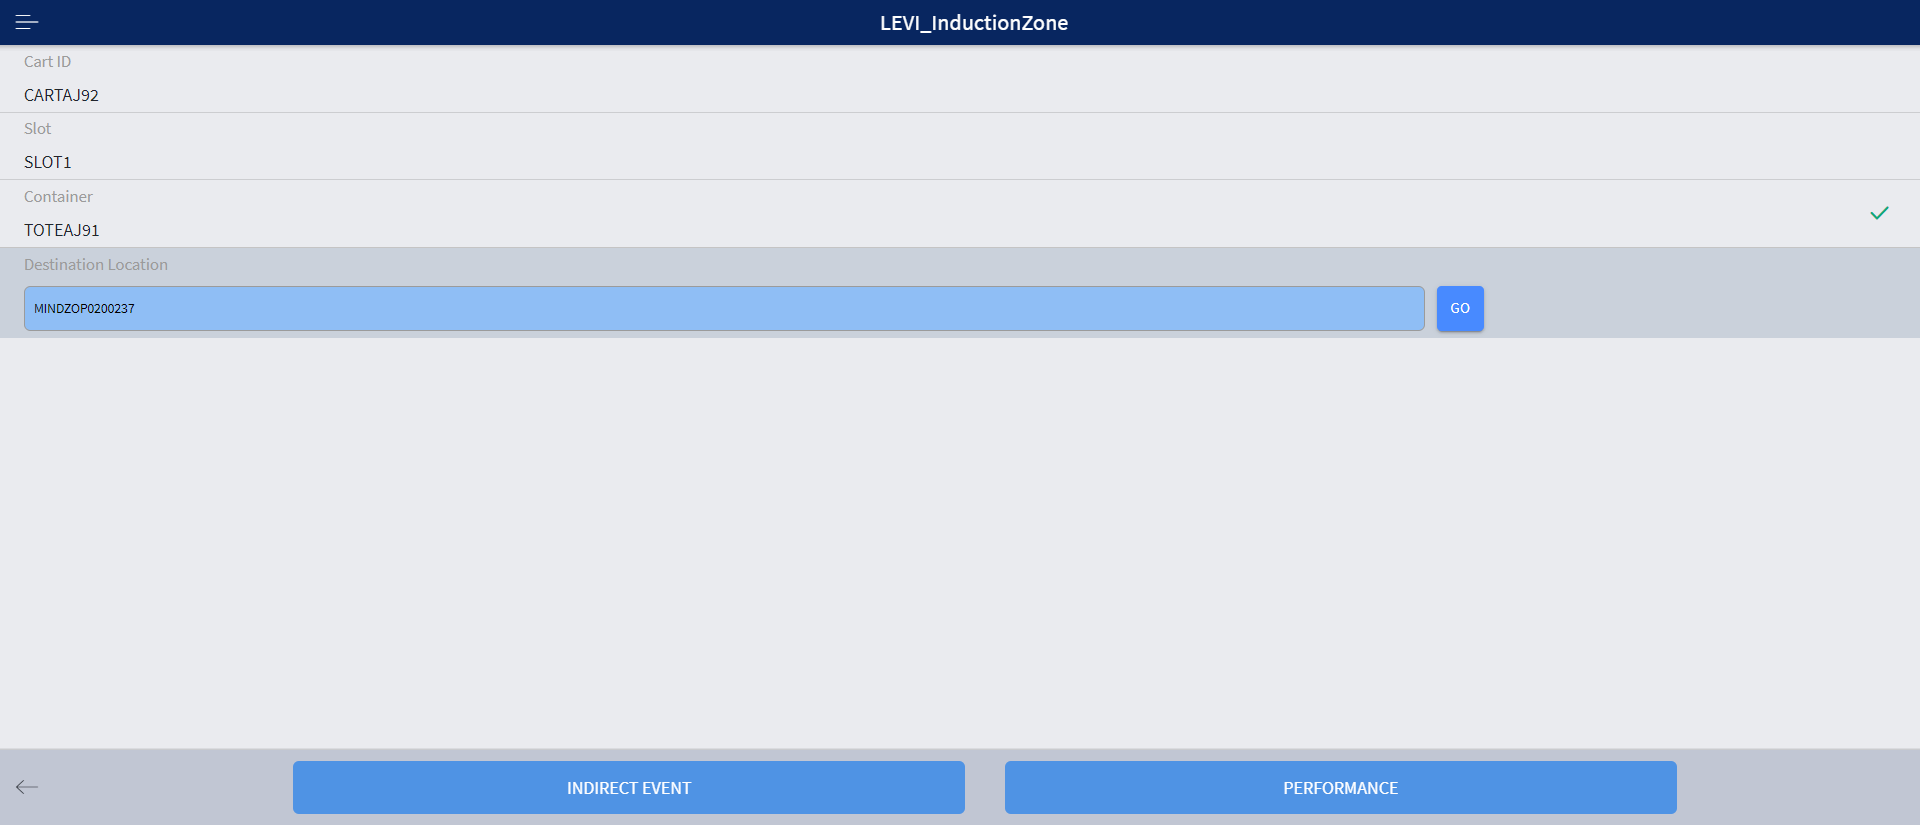 LEVI_InductionZone
Cart ID
CARTAJ92
Slot
SLOT1
Container
TOTEAJ91
Destination Location
MINDZOP0200237
GO
INDIRECT EVENT
PERFORMANCE